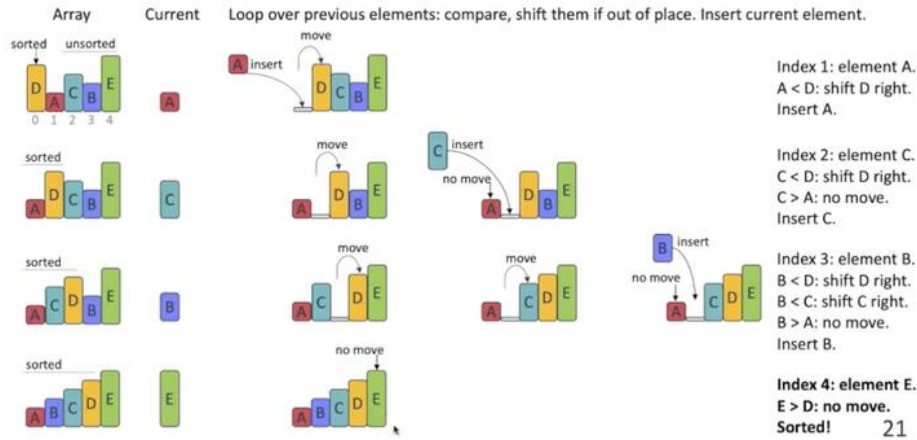 Array Current Loop over previous elements: compare, shift them if out of place. Insert current element.
sorted unsorted
D A C B E
0 1 2 3 4
A
A insert move
D C B E
Index 1: element A.
A < D: shift D right.
Insert A.
sorted
A D C B E
C
move
A D B E
C insert
no move
A D B E
Index 2: element C.
C < D: shift D right.
C > A: no move.
Insert C.
sorted
A C D B E
B
move
A C D E
move
A C D E
B insert
no move
A C D E
Index 3: element B.
B < D: shift D right.
B < C: shift C right.
B > A: no move.
Insert B.
sorted
A B C D E
E
no move
A B C D E
Index 4: element E.
E > D: no move.
Sorted!
21